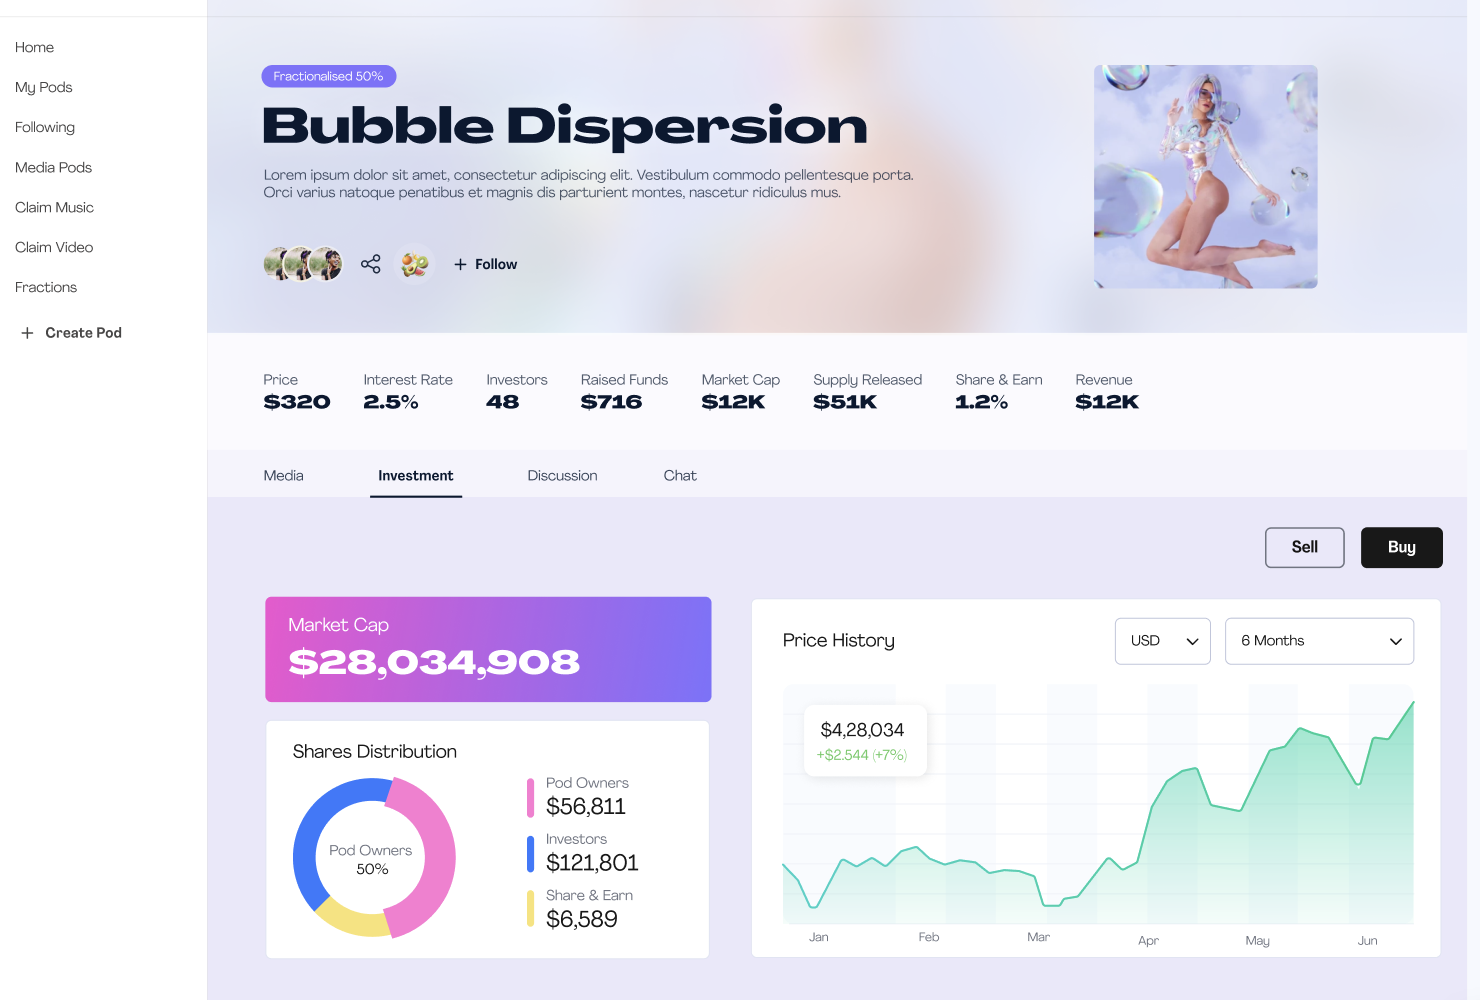 Home
My Pods
Following
Media Pods
Claim Music
Claim Video
Fractions
+ Create Pod
Fractionalised 50%
Bubble Dispersion
Lorem ipsum dolor sit amet, consectetur adipiscing elit. Vestibulum commodo pellentesque porta.
Orci varius natoque penatibus et magnis dis parturient montes, nascetur ridiculus mus.
+ Follow
Price
$320
Interest Rate
2.5%
Investors
48
Raised Funds
$716
Market Cap
$12K
Supply Released
$51K
Share & Earn
1.2%
Revenue
$12K
Media
Investment
Discussion
Chat
Sell
Buy
Market Cap
$28,034,908
Shares Distribution
Pod Owners
50%
Pod Owners
$56,811
Investors
$121,801
Share & Earn
$6,589
Price History
USD
6 Months
$4,28,034
+$2.544 (+7%)
Jan
Feb
Mar
Apr
May
Jun